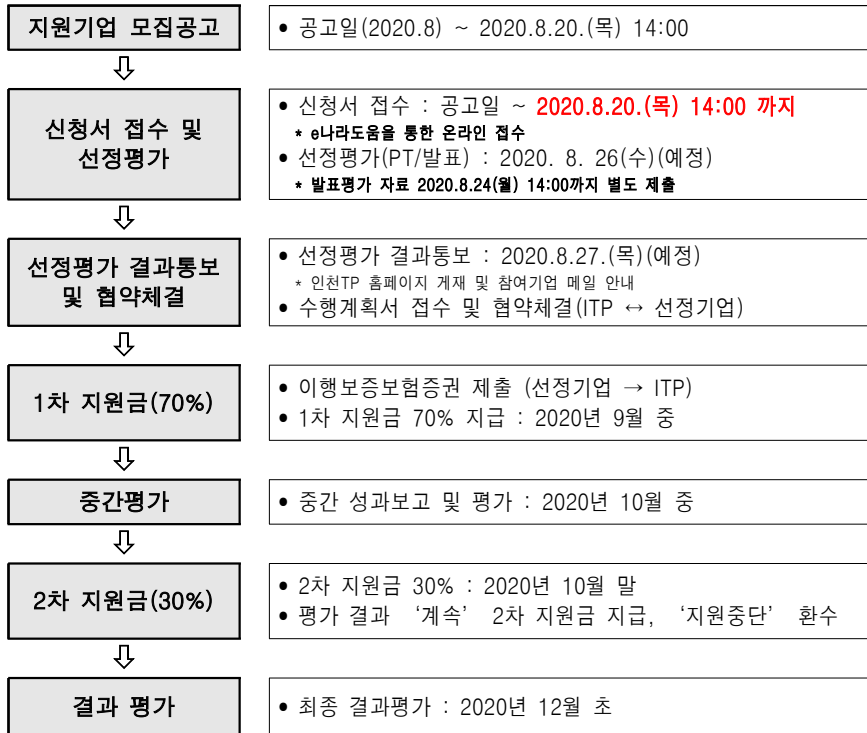 지원기업 모집공고
• 공고일(2020.8) ~ 2020.8.20.(목) 14:00
신청서 접수 및
선정평가
• 신청서 접수 : 공고일 ~ 2020.8.20.(목) 14:00 까지
* e나라도움을 통한 온라인 접수
• 선정평가(PT/발표) : 2020. 8. 26(수)(예정)
* 발표평가 자료 2020.8.24(월) 14:00까지 별도 제출
선정평가 결과통보
및 협약체결
• 선정평가 결과통보 : 2020.8.27.(목)(예정)
* 인천TP 홈페이지 게재 및 참여기업 메일 안내
• 수행계획서 접수 및 협약체결(ITP ↔ 선정기업)
1차 지원금(70%)
• 이행보증보험증권 제출 (선정기업 → ITP)
• 1차 지원금 70% 지급 : 2020년 9월 중
중간평가
• 중간 성과보고 및 평가 : 2020년 10월 중
2차 지원금(30%)
• 2차 지원금 30% : 2020년 10월 말
• 평가 결과 ‘계속’ 2차 지원금 지급, ‘지원중단’ 환수
결과 평가
• 최종 결과평가 : 2020년 12월 초